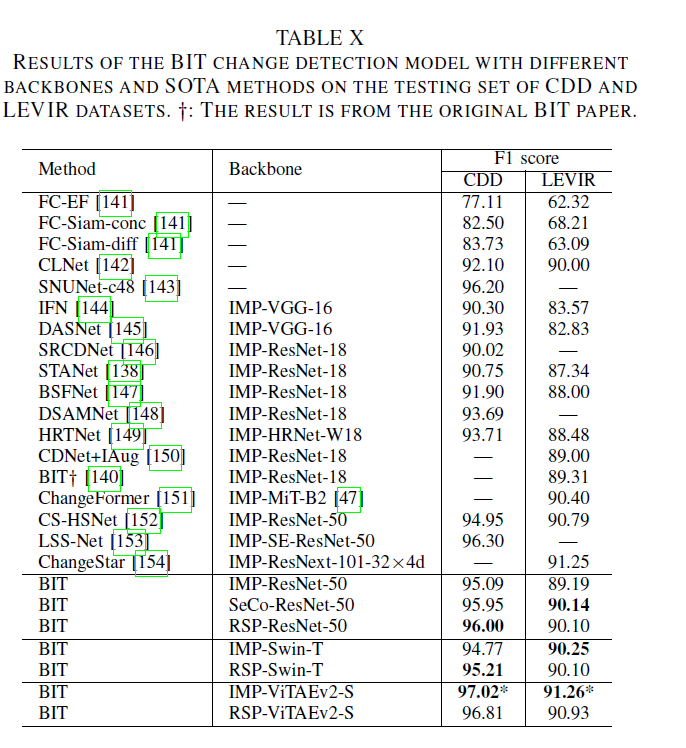 TABLE X
RESULTS OF THE BIT CHANGE DETECTION MODEL WITH DIFFERENT
BACKBONES AND SOTA METHODS ON THE TESTING SET OF CDD AND
LEVIR DATASETS. †: THE RESULT IS FROM THE ORIGINAL BIT PAPER.
Method Backbone F1 score
CDD LEVIR
FC-EF [141] — 77.11 62.32
FC-Siam-conc [141] — 82.50 68.21
FC-Siam-diff [141] — 83.73 63.09
CLNet [142] — 92.10 90.00
SNUNet-c48 [143] — 96.20 —
IFN [144] IMP-VGG-16 90.30 83.57
DASNet [145] IMP-VGG-16 91.93 82.83
SRCDNet [146] IMP-ResNet-18 90.02 —
STANet [138] IMP-ResNet-18 90.75 87.34
BSFNet [147] IMP-ResNet-18 91.90 88.00
DSAMNet [148] IMP-ResNet-18 93.69 —
HRTNet [149] IMP-HRNet-W18 93.71 88.48
CDNet+IAug [150] IMP-ResNet-18 — 89.00
BIT† [140] IMP-ResNet-18 — 89.31
ChangeFormer [151] IMP-MiT-B2 [47] — 90.40
CS-HSNet [152] IMP-ResNet-50 94.95 90.79
LSS-Net [153] IMP-SE-ResNet-50 96.30 —
ChangeStar [154] IMP-ResNext-101-32×4d — 91.25
BIT IMP-ResNet-50 95.09 89.19
BIT SeCo-ResNet-50 95.95 90.14
BIT RSP-ResNet-50 96.00 90.10
BIT IMP-Swin-T 94.77 90.25
BIT RSP-Swin-T 95.21 90.10
BIT IMP-ViTAEv2-S 97.02* 91.26*
BIT RSP-ViTAEv2-S 96.81 90.93